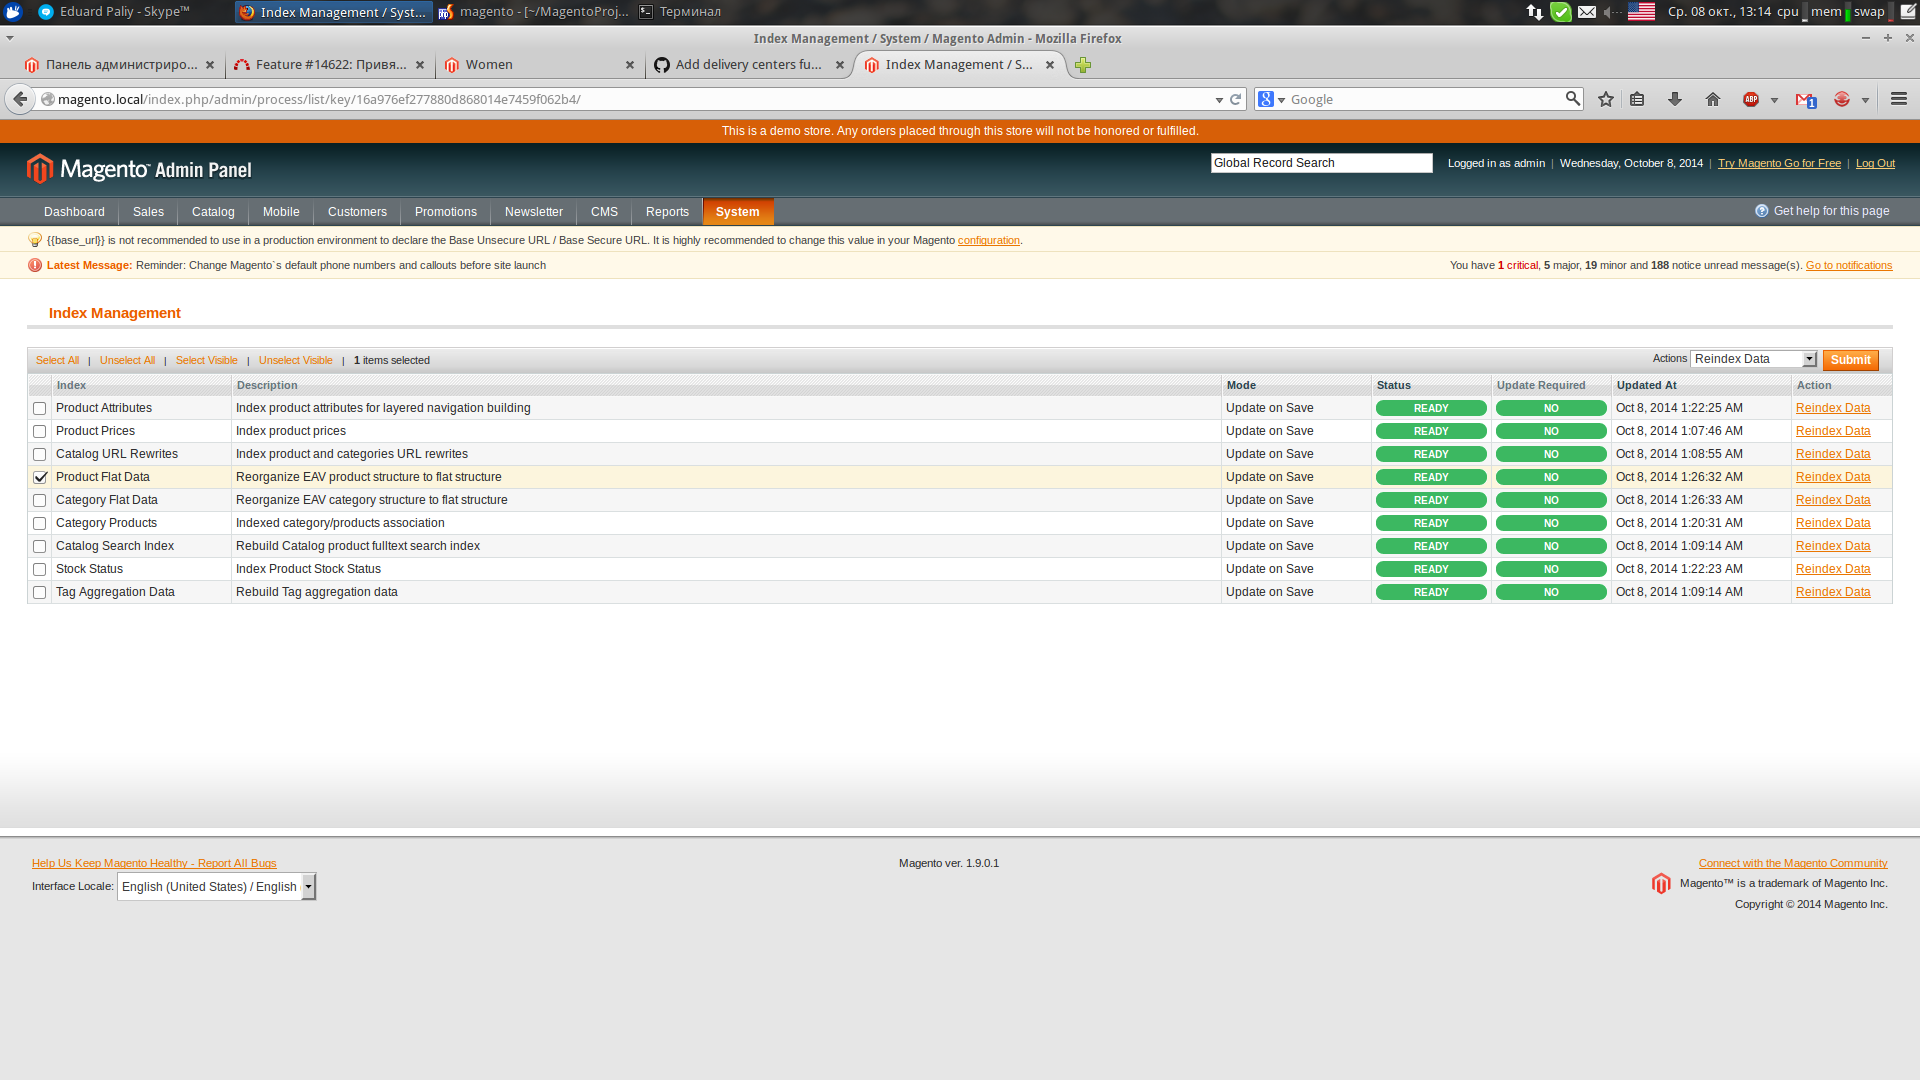 Eduard Paliy - Skype™ Index Management / Syst... magento - [~/MagentoProj... Терминал Ср. 08 окт., 13:14 cpu mem swap
Index Management / System / Magento Admin - Mozilla Firefox
Панель администриро... Feature #14622: Привя... Women Add delivery centers fu... Index Management / S...
magento.local/index.php/admin/process/list/key/16a976ef277880d868014e7459f062b4/ Google ABP 1
This is a demo store. Any orders placed through this store will not be honored or fulfilled.
Magento™ Admin Panel Global Record Search Logged in as admin | Wednesday, October 8, 2014 | Try Magento Go for Free | Log Out
Dashboard Sales Catalog Mobile Customers Promotions Newsletter CMS Reports System Get help for this page
{{base_url}} is not recommended to use in a production environment to declare the Base Unsecure URL / Base Secure URL. It is highly recommended to change this value in your Magento configuration.
Latest Message: Reminder: Change Magento`s default phone numbers and callouts before site launch You have 1 critical, 5 major, 19 minor and 188 notice unread message(s). Go to notifications
Index Management
Select All | Unselect All | Select Visible | Unselect Visible | 1 items selected Actions Reindex Data Submit
Index Description Mode Status Update Required Updated At Action
Product Attributes Index product attributes for layered navigation building Update on Save READY NO Oct 8, 2014 1:22:25 AM Reindex Data
Product Prices Index product prices Update on Save READY NO Oct 8, 2014 1:07:46 AM Reindex Data
Catalog URL Rewrites Index product and categories URL rewrites Update on Save READY NO Oct 8, 2014 1:08:55 AM Reindex Data
Product Flat Data Reorganize EAV product structure to flat structure Update on Save READY NO Oct 8, 2014 1:26:32 AM Reindex Data
Category Flat Data Reorganize EAV category structure to flat structure Update on Save READY NO Oct 8, 2014 1:26:33 AM Reindex Data
Category Products Indexed category/products association Update on Save READY NO Oct 8, 2014 1:20:31 AM Reindex Data
Catalog Search Index Rebuild Catalog product fulltext search index Update on Save READY NO Oct 8, 2014 1:09:14 AM Reindex Data
Stock Status Index Product Stock Status Update on Save READY NO Oct 8, 2014 1:22:23 AM Reindex Data
Tag Aggregation Data Rebuild Tag aggregation data Update on Save READY NO Oct 8, 2014 1:09:14 AM Reindex Data
Help Us Keep Magento Healthy - Report All Bugs Magento ver. 1.9.0.1 Connect with the Magento Community
Interface Locale: English (United States) / English Magento™ is a trademark of Magento Inc.
Copyright © 2014 Magento Inc.